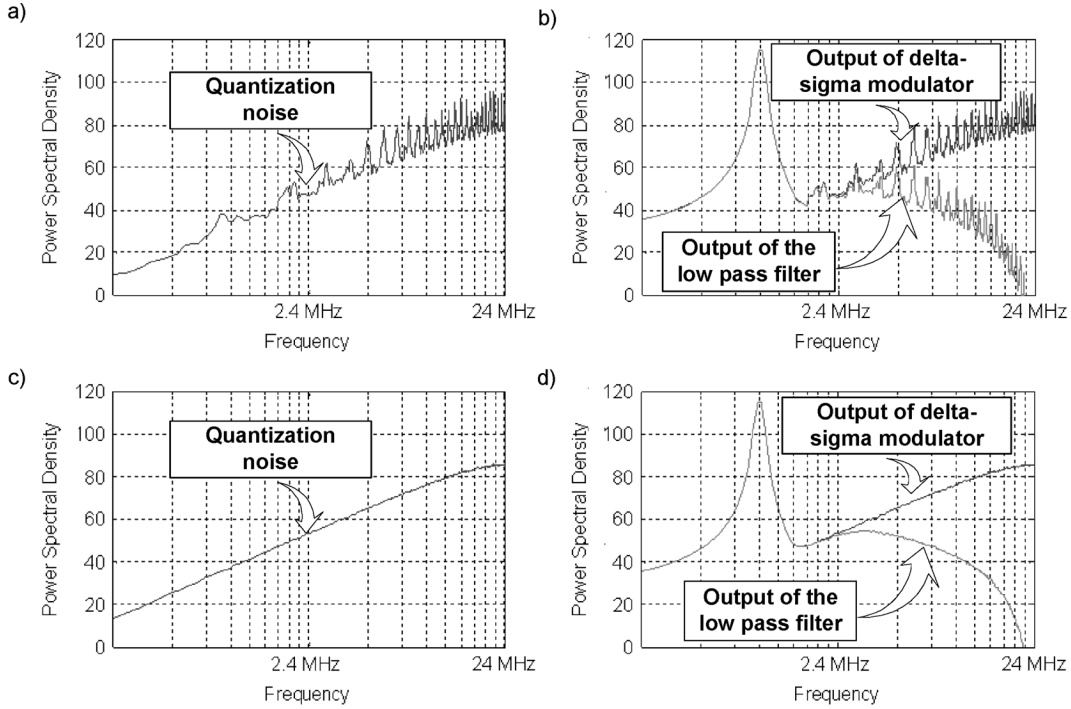 a)
120
100
80
60
40
20
0
Power Spectral Density
Quantization
noise
2.4 MHz
24 MHz
Frequency
b)
120
100
80
60
40
20
0
Power Spectral Density
Output of delta-
sigma modulator
Output of the
low pass filter
2.4 MHz
24 MHz
Frequency
c)
120
100
80
60
40
20
0
Power Spectral Density
Quantization
noise
2.4 MHz
24 MHz
Frequency
d)
120
100
80
60
40
20
0
Power Spectral Density
Output of delta-
sigma modulator
Output of the
low pass filter
2.4 MHz
24 MHz
Frequency